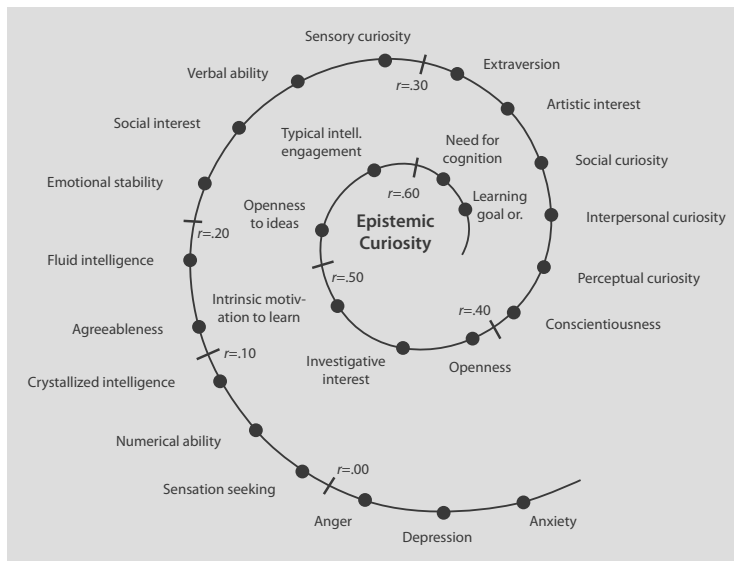 Sensory curiosity
Extraversion
Verbal ability
r=.30
Artistic interest
Social interest
Typical intell.
engagement
Need for
cognition
Social curiosity
Emotional stability
r=.60
Learning
goal or.
Openness
to ideas
Epistemic
Curiosity
Interpersonal curiosity
r=.20
Fluid intelligence
r=.50
Perceptual curiosity
Intrinsic motiv-
ation to learn
r=.40
Conscientiousness
Agreeableness
r=.10
Investigative
interest
Openness
Crystallized intelligence
Numerical ability
r=.00
Sensation seeking
Anger
Depression
Anxiety